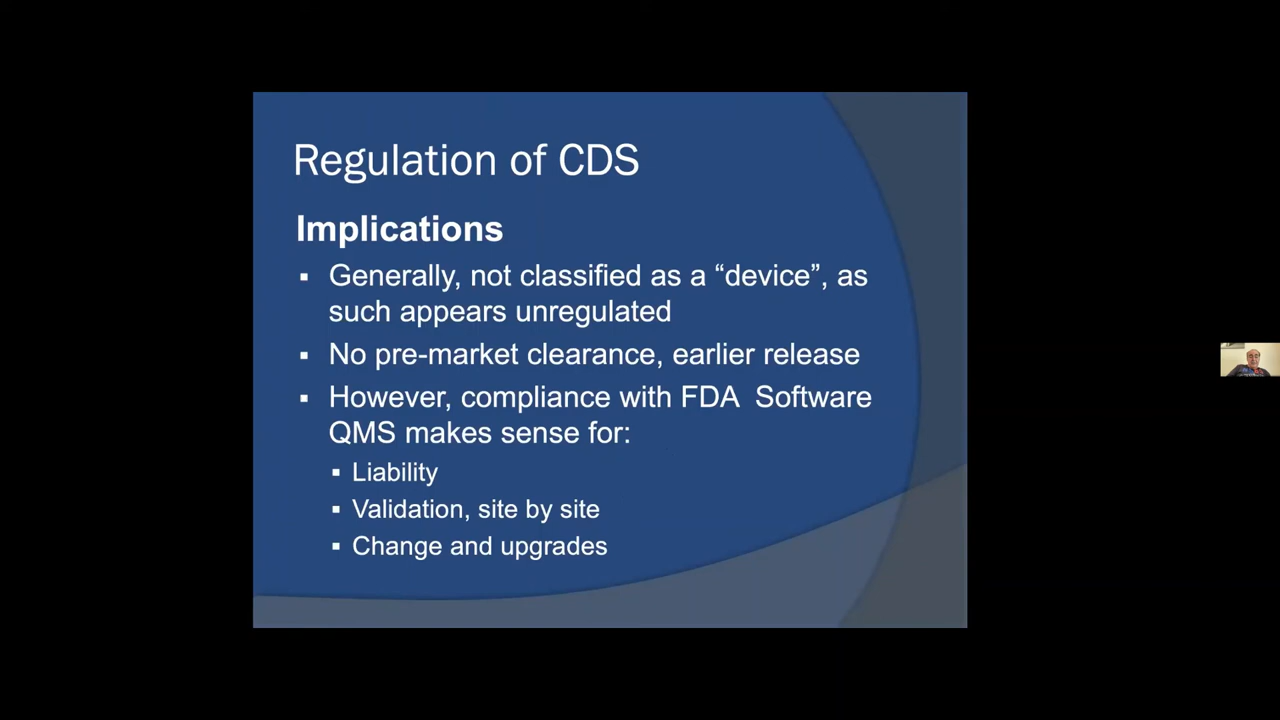 Regulation of CDS
Implications
▪ Generally, not classified as a “device”, as
such appears unregulated
▪ No pre-market clearance, earlier release
▪ However, compliance with FDA  Software
QMS makes sense for:
▪ Liability
▪ Validation, site by site
▪ Change and upgrades